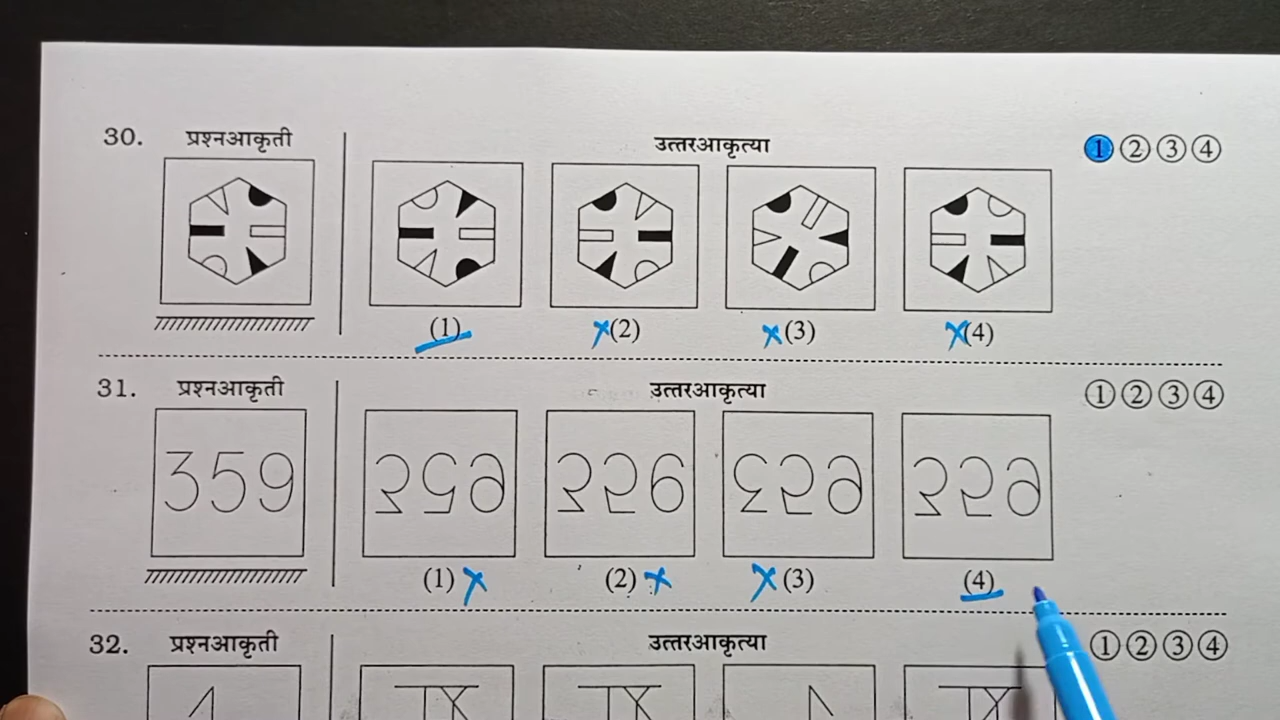 30. प्रश्नआकृती उत्तरआकृत्या ① ② ③ ④
(1) (2) (3) (4)
31. प्रश्नआकृती उत्तरआकृत्या ① ② ③ ④
359
(1) (2) (3) (4)
32. प्रश्नआकृती उत्तरआकृत्या ① ② ③ ④